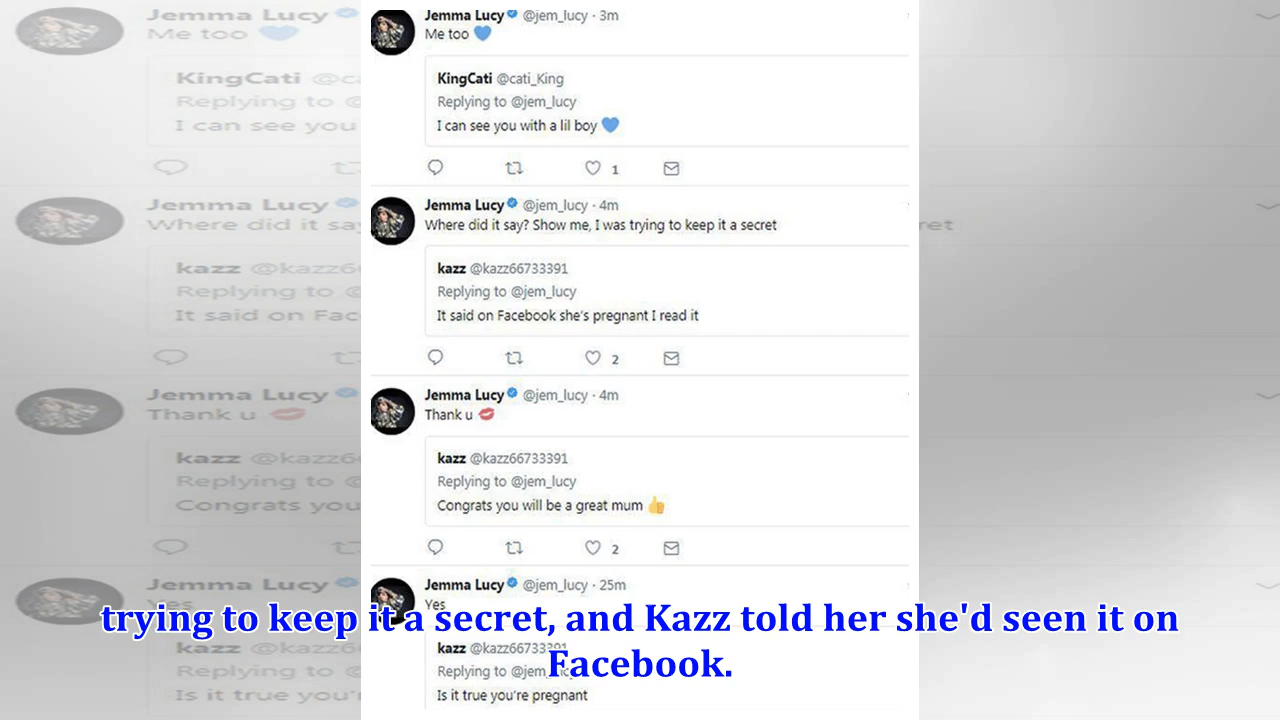 Jemma Lucy @jem_lucy · 3m
Me too 💙
KingCati @cati_King
Replying to @jem_lucy
I can see you with a lil boy 💙
1
Jemma Lucy @jem_lucy · 4m
Where did it say? Show me, I was trying to keep it a secret
kazz @kazz66733391
Replying to @jem_lucy
It said on Facebook she's pregnant I read it
2
Jemma Lucy @jem_lucy · 4m
Thank u 💋
kazz @kazz66733391
Replying to @jem_lucy
Congrats you will be a great mum 👍
2
Jemma Lucy @jem_lucy · 25m
Yes
trying to keep it a secret, and Kazz told her she'd seen it on
Facebook.
kazz @kazz66733391
Replying to @jem_lucy
Is it true you're pregnant